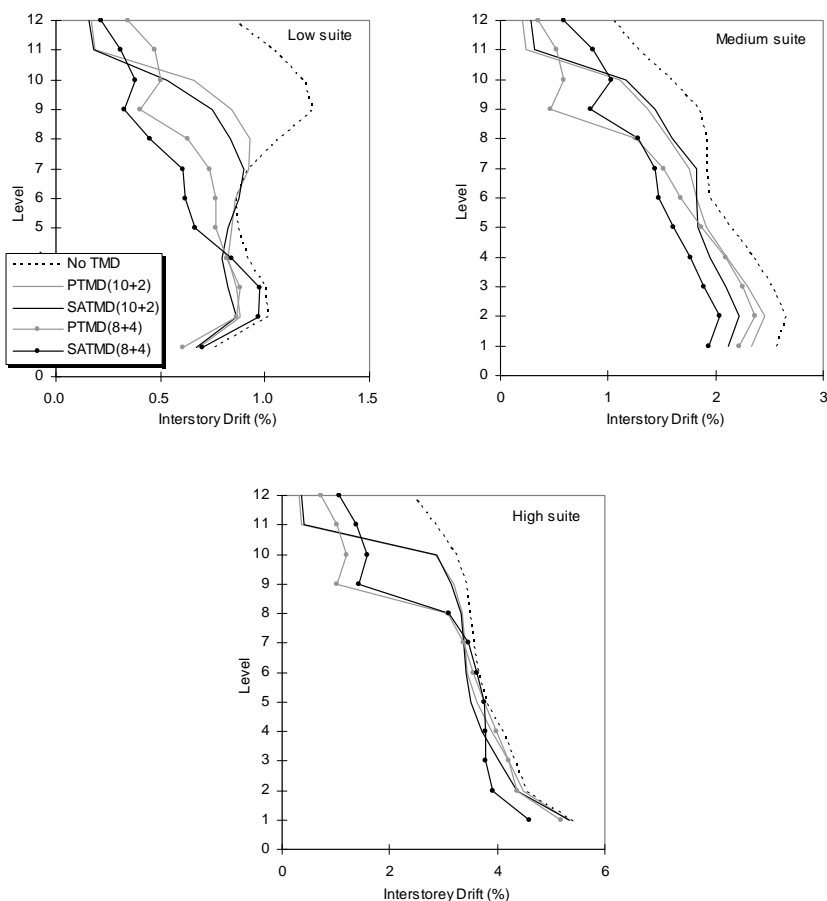 Low suite
12
11
10
9
8
7
6
5
0
Level
No TMD
PTMD(10+2)
SATMD(10+2)
PTMD(8+4)
SATMD(8+4)
0.0 0.5 1.0 1.5
Interstory Drift (%)
Medium suite
12
11
10
9
8
7
6
5
4
3
2
1
0
Level
0 1 2 3
Interstory Drift (%)
High suite
12
11
10
9
8
7
6
5
4
3
2
1
0
Level
0 2 4 6
Interstorey Drift (%)